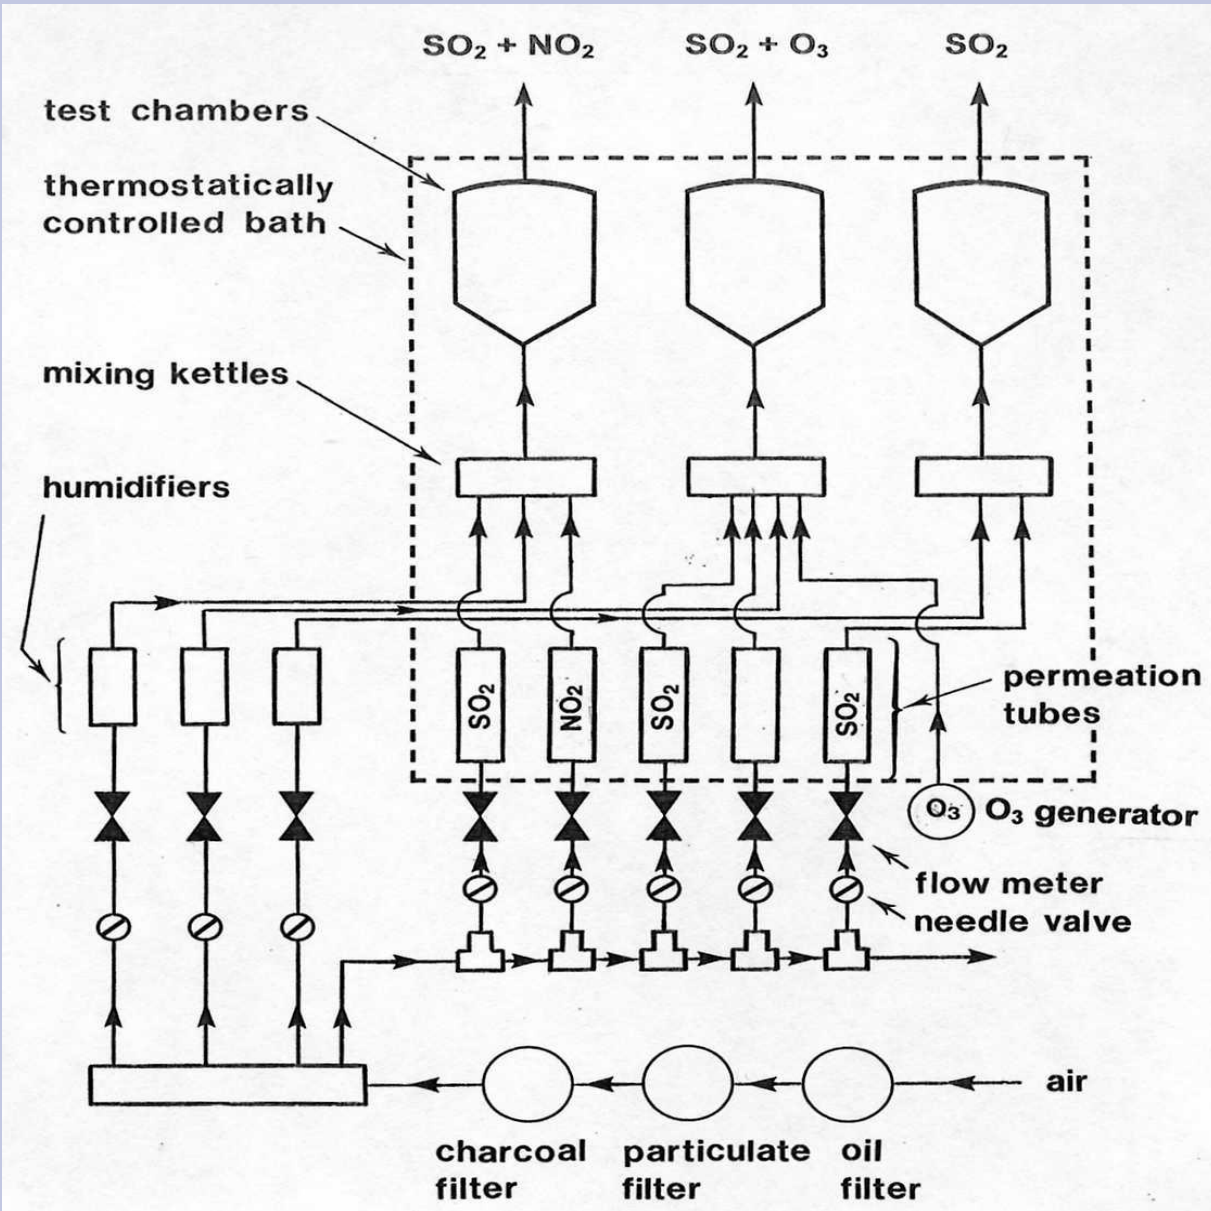 SO₂ + NO₂
SO₂ + O₃
SO₂
test chambers
thermostatically
controlled bath
mixing kettles
humidifiers
SO₂
NO₂
SO₂
SO₂
permeation
tubes
O₃
O₃ generator
flow meter
needle valve
air
charcoal
filter
particulate
filter
oil
filter